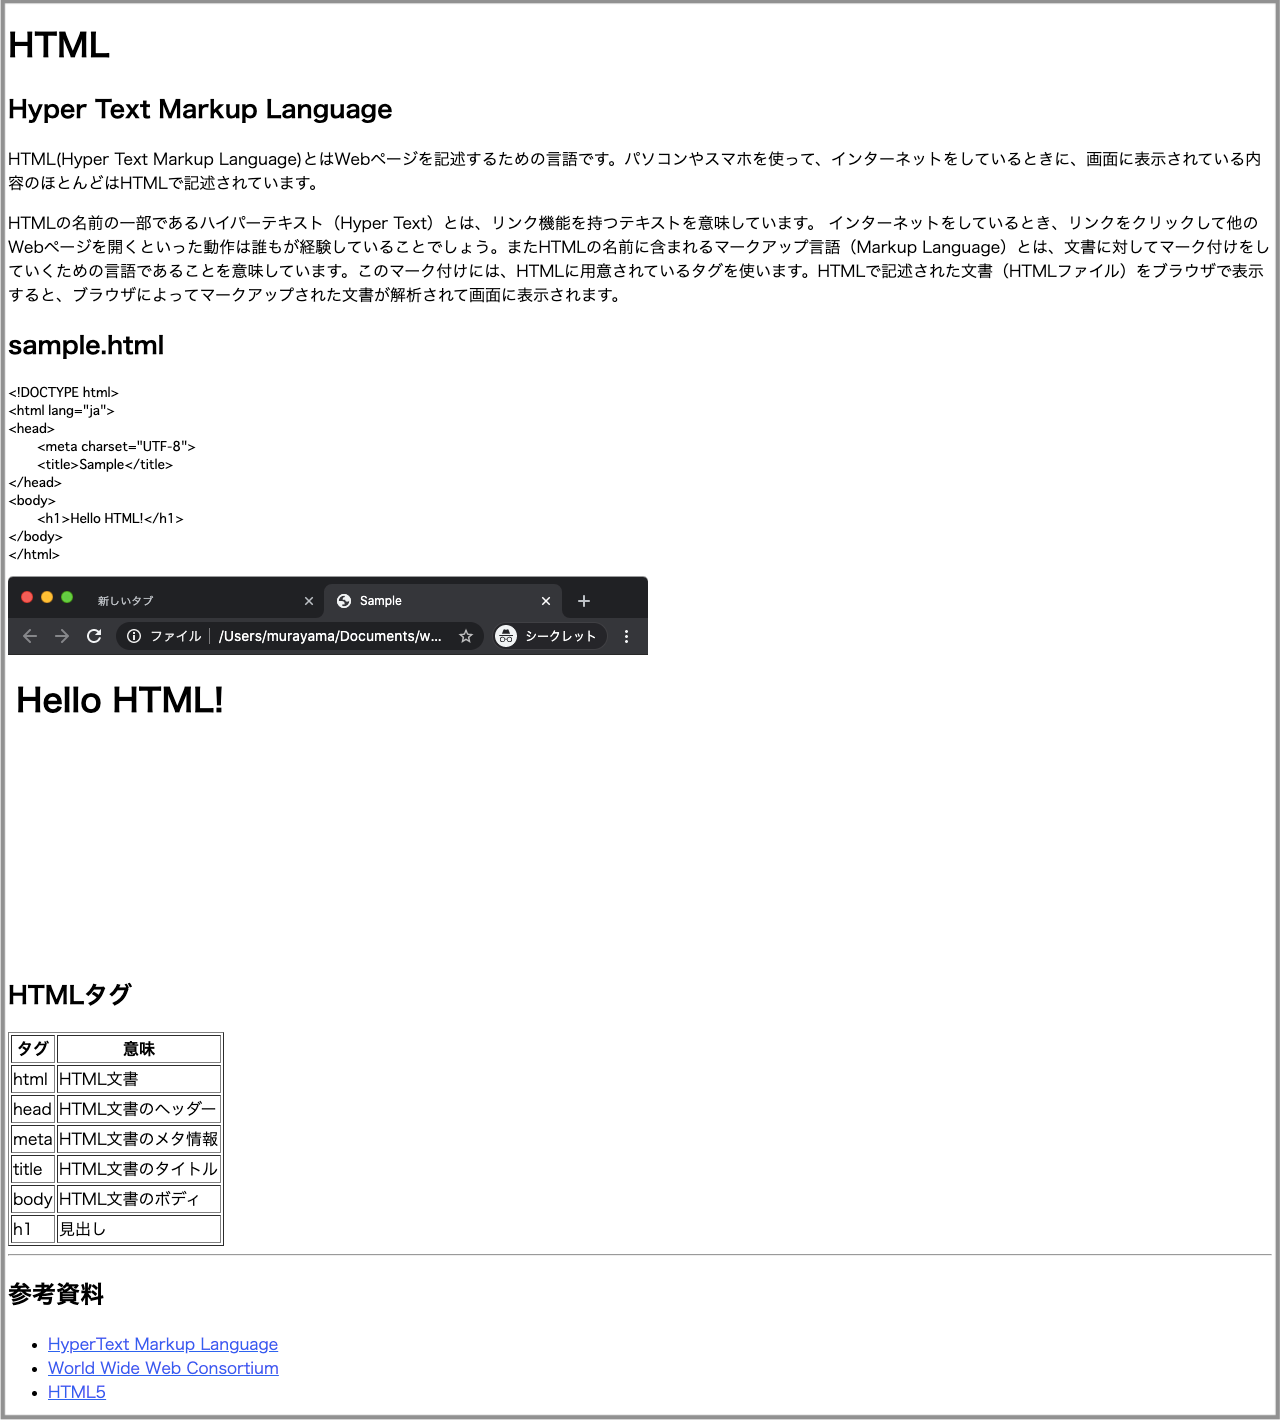 HTML
Hyper Text Markup Language
HTML(Hyper Text Markup Language)とはWebページを記述するための言語です。パソコンやスマホを使って、インターネットをしているときに、画面に表示されている内
容のほとんどはHTMLで記述されています。
HTMLの名前の一部であるハイパーテキスト（Hyper Text）とは、リンク機能を持つテキストを意味しています。 インターネットをしているとき、リンクをクリックして他の
Webページを開くといった動作は誰もが経験していることでしょう。またHTMLの名前に含まれるマークアップ言語（Markup Language）とは、文書に対してマーク付けをし
ていくための言語であることを意味しています。このマーク付けには、HTMLに用意されているタグを使います。HTMLで記述された文書（HTMLファイル）をブラウザで表示
すると、ブラウザによってマークアップされた文書が解析されて画面に表示されます。
sample.html
<!DOCTYPE html>
<html lang="ja">
<head>
<meta charset="UTF-8">
<title>Sample</title>
</head>
<body>
<h1>Hello HTML!</h1>
</body>
</html>
新しいタブ Sample
ファイル /Users/murayama/Documents/w... シークレット
Hello HTML!
HTMLタグ
タグ 意味
html HTML文書
head HTML文書のヘッダー
meta HTML文書のメタ情報
title HTML文書のタイトル
body HTML文書のボディ
h1 見出し
参考資料
HyperText Markup Language
World Wide Web Consortium
HTML5